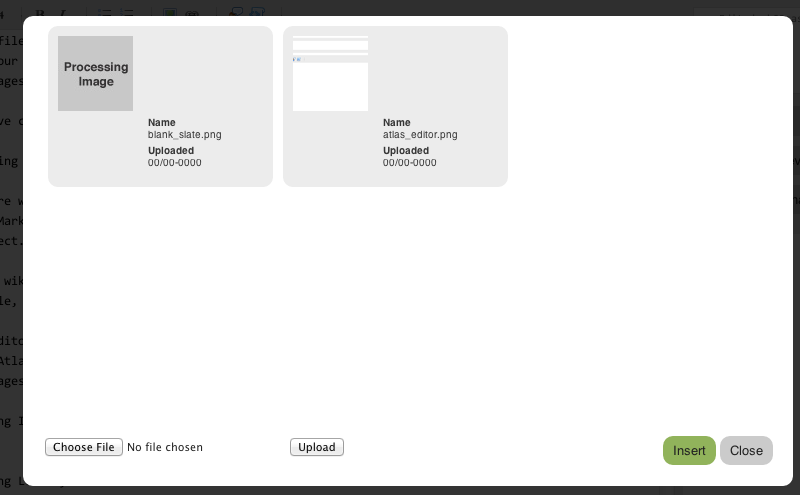 Processing
Image
Name
blank_slate.png
Uploaded
00/00-0000
Name
atlas_editor.png
Uploaded
00/00-0000
Choose File No file chosen
Upload
Insert
Close